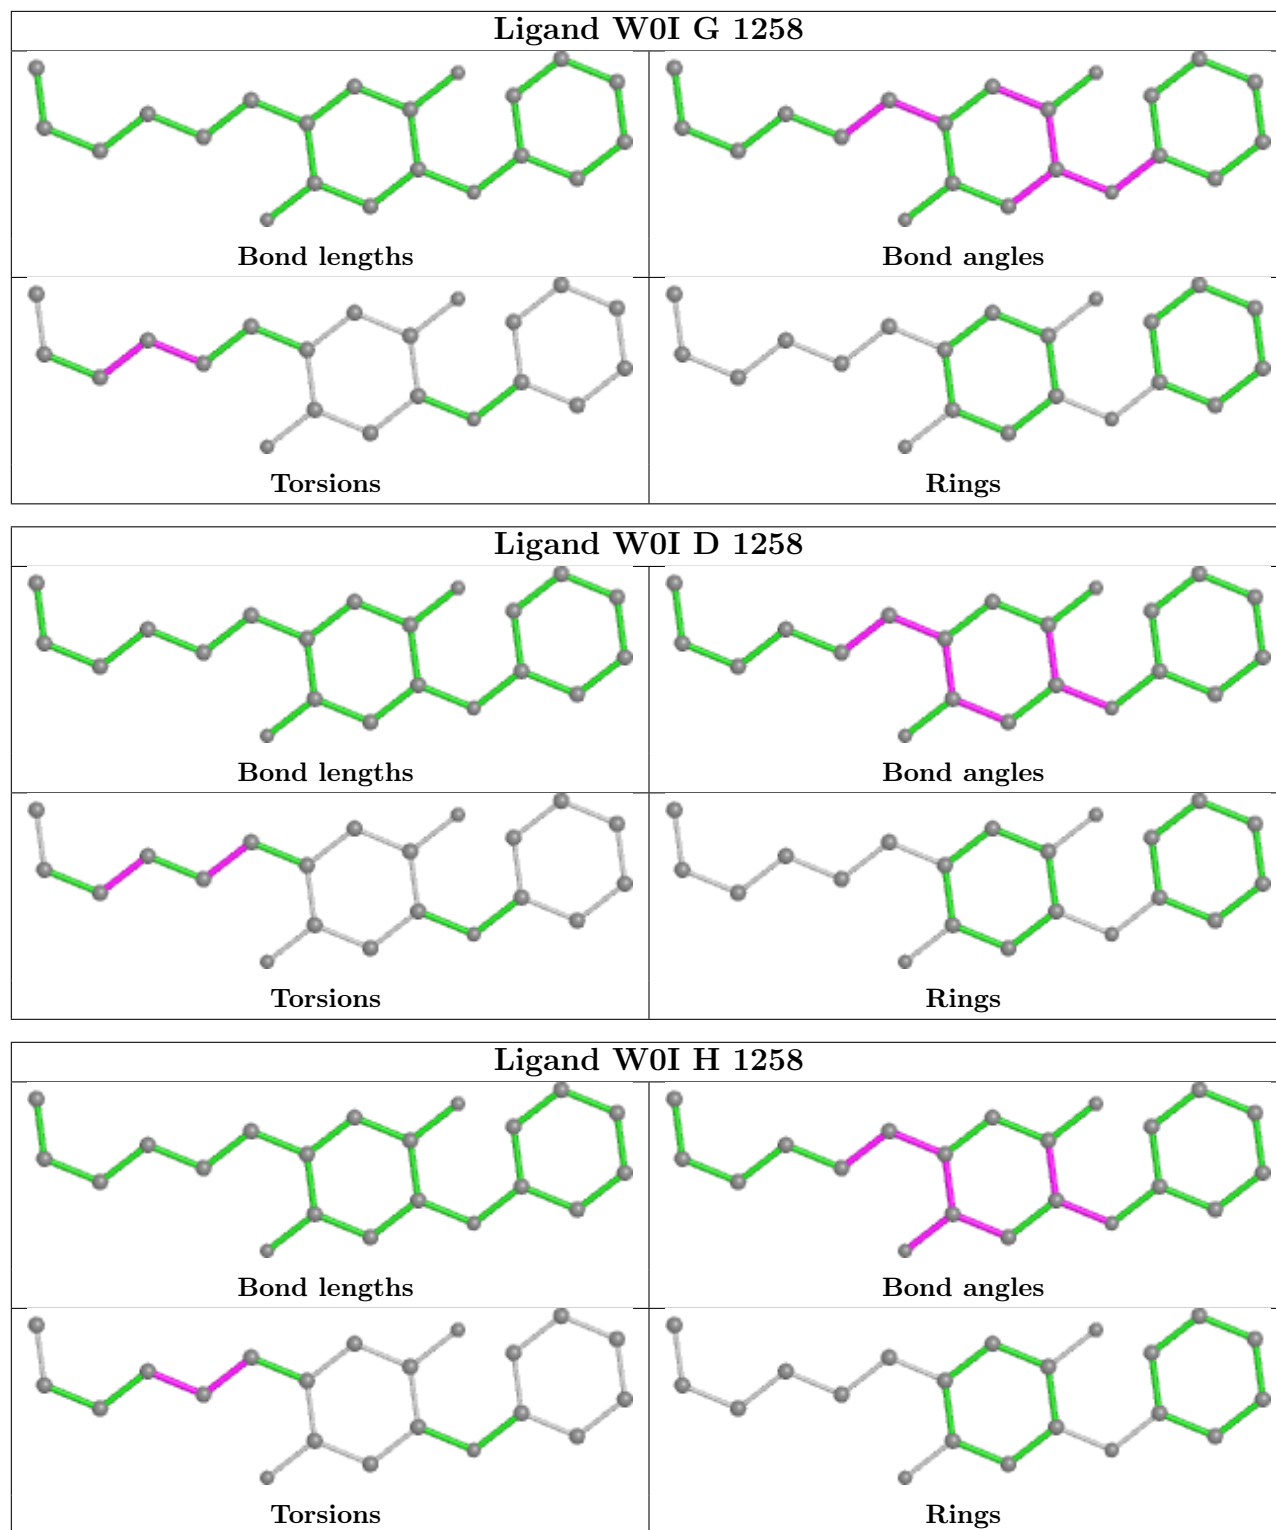 Ligand W0I G 1258
Bond lengths Bond angles
Torsions Rings
Ligand W0I D 1258
Bond lengths Bond angles
Torsions Rings
Ligand W0I H 1258
Bond lengths Bond angles
Torsions Rings